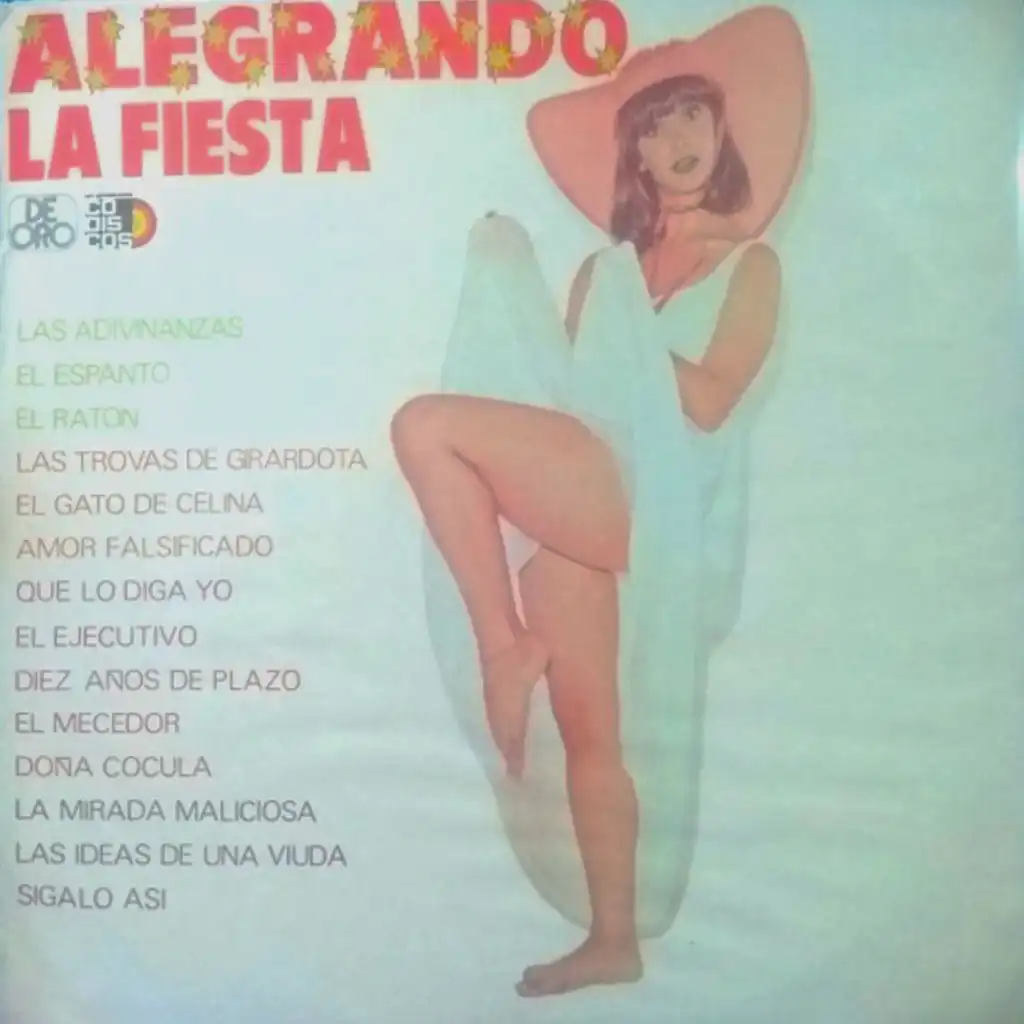 ALEGRANDO
LA FIESTA
DE ORO
CODISCOS
LAS ADIVINANZAS
EL ESPANTO
EL RATON
LAS TROVAS DE GIRARDOTA
EL GATO DE CELINA
AMOR FALSIFICADO
QUE LO DIGA YO
EL EJECUTIVO
DIEZ AÑOS DE PLAZO
EL MECEDOR
DOÑA COCULA
LA MIRADA MALICIOSA
LAS IDEAS DE UNA VIUDA
SIGALO ASI